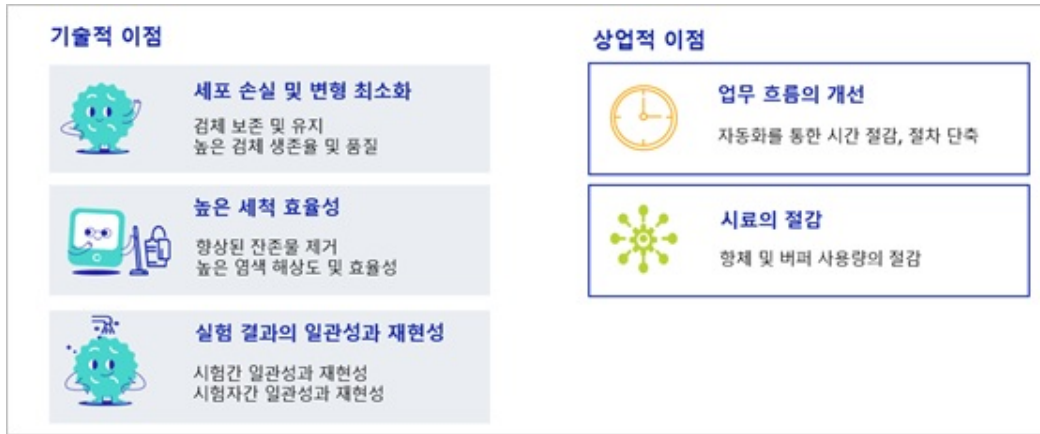 기술적 이점
세포 손실 및 변형 최소화
검체 보존 및 유지
높은 검체 생존율 및 품질
높은 세척 효율성
향상된 잔존물 제거
높은 염색 해상도 및 효율성
실험 결과의 일관성과 재현성
시험간 일관성과 재현성
시험자간 일관성과 재현성
상업적 이점
업무 흐름의 개선
자동화를 통한 시간 절감, 절차 단축
시료의 절감
항체 및 버퍼 사용량의 절감